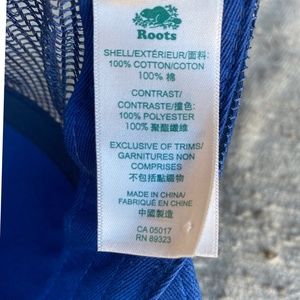 Roots
SHELL/EXTÉRIEUR/面料:
100% COTTON/COTON
100% 棉
CONTRAST/
CONTRASTE/撞色:
100% POLYESTER
100% 聚酯纖維
EXCLUSIVE OF TRIMS/
GARNITURES NON
COMPRISES
不包括點綴物
MADE IN CHINA/
FABRIQUÉ EN CHINE
中國製造
CA 05017
RN 89323